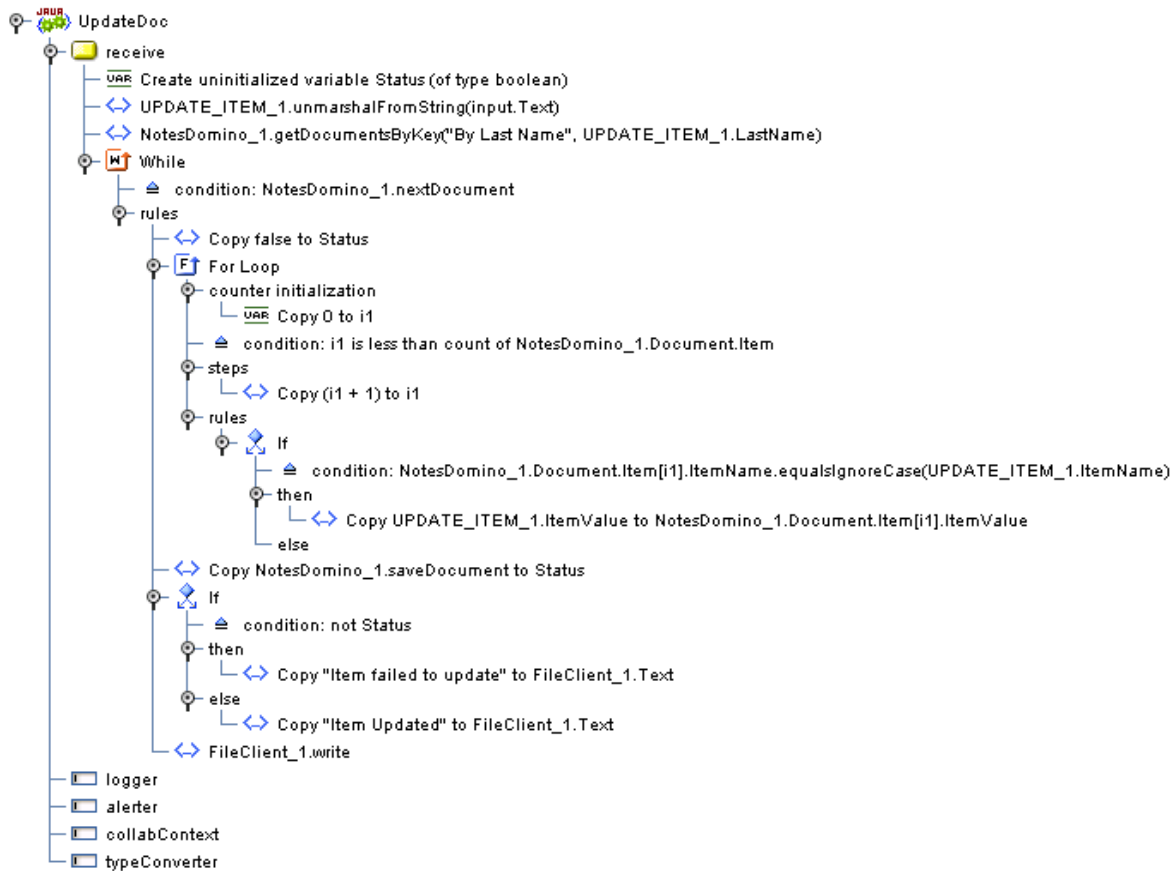 JAVA
UpdateDoc
receive
VAR Create uninitialized variable Status (of type boolean)
UPDATE_ITEM_1.unmarshalFromString(input.Text)
NotesDomino_1.getDocumentsByKey("By Last Name", UPDATE_ITEM_1.LastName)
W While
condition: NotesDomino_1.nextDocument
rules
Copy false to Status
F For Loop
counter initialization
VAR Copy 0 to i1
condition: i1 is less than count of NotesDomino_1.Document.Item
steps
Copy (i1 + 1) to i1
rules
If
condition: NotesDomino_1.Document.Item[i1].ItemName.equalsIgnoreCase(UPDATE_ITEM_1.ItemName)
then
Copy UPDATE_ITEM_1.ItemValue to NotesDomino_1.Document.Item[i1].ItemValue
else
Copy NotesDomino_1.saveDocument to Status
If
condition: not Status
then
Copy "Item failed to update" to FileClient_1.Text
else
Copy "Item Updated" to FileClient_1.Text
FileClient_1.write
logger
alerter
collabContext
typeConverter